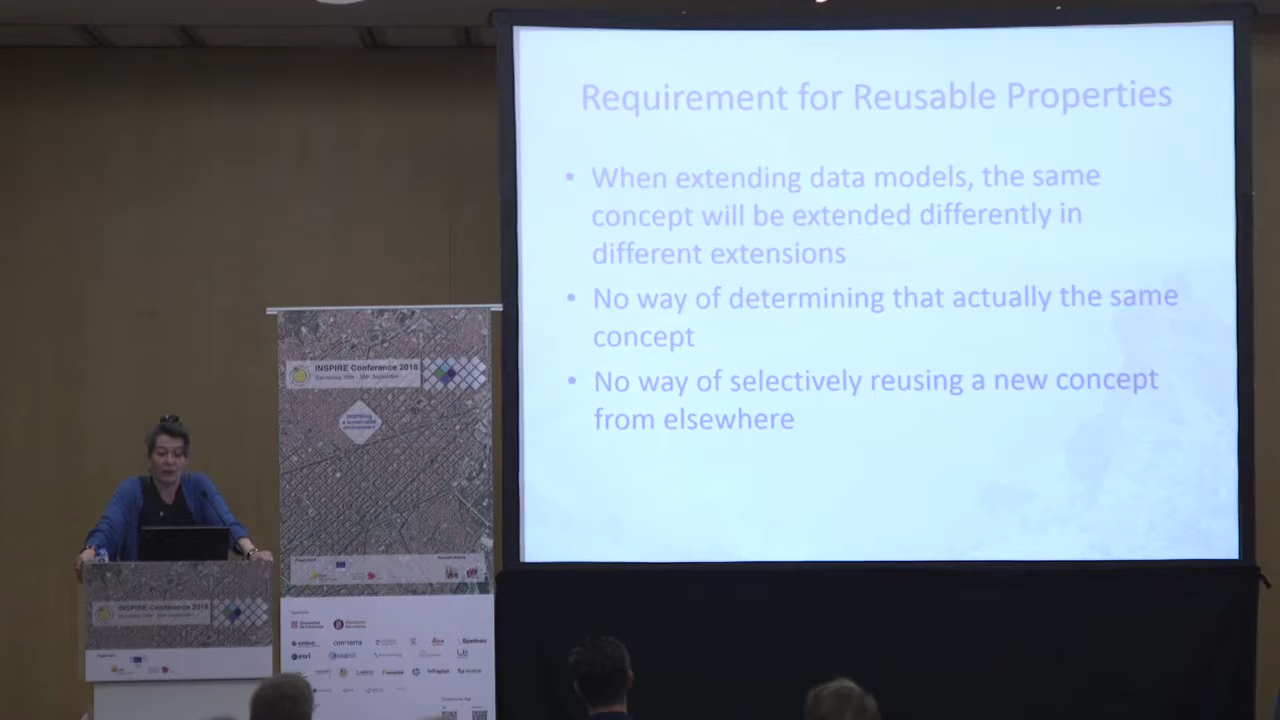 Requirement for Reusable Properties
• When extending data models, the same
concept will be extended differently in
different extensions
• No way of determining that actually the same
concept
• No way of selectively reusing a new concept
from elsewhere
INSPIRE Conference 2016
esri
INSPIRE Conference 2016